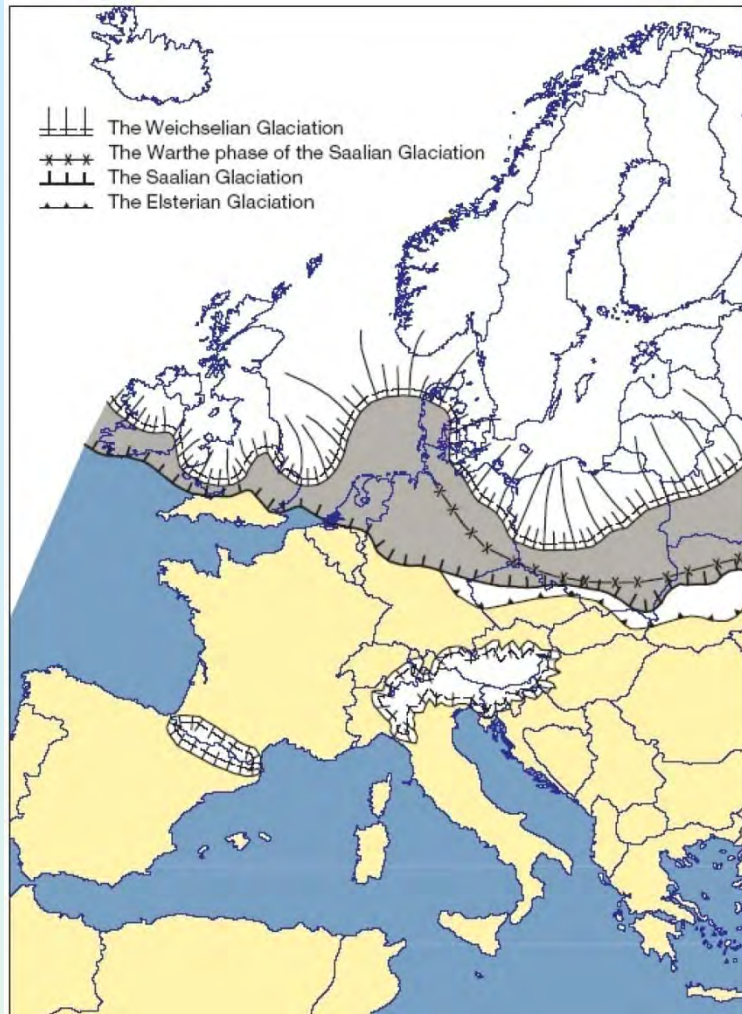 The Weichselian Glaciation
The Warthe phase of the Saalian Glaciation
The Saalian Glaciation
The Elsterian Glaciation